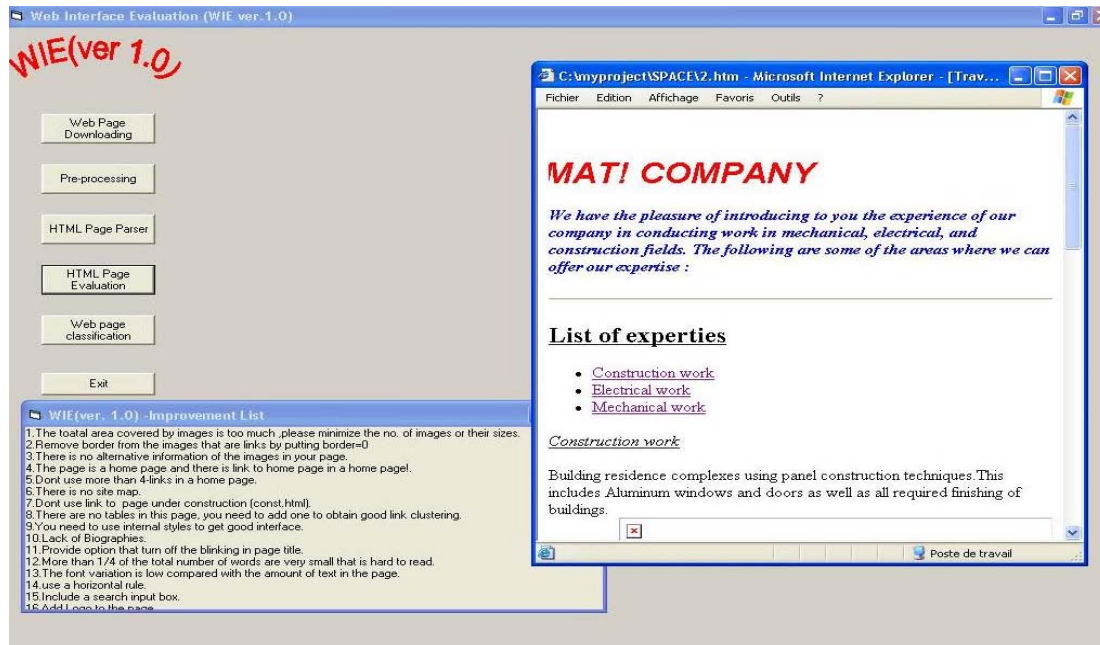 Web Interface Evaluation (WIE ver.1.0)
WIE(ver 1.0)
Web Page
Downloading
Pre-processing
HTML Page Parser
HTML Page
Evaluation
Web page
classification
Exit
WIE(ver. 1.0) -Improvement List
1.The toatal area covered by images is too much ,please minimize the no. of images or their sizes.
2.Remove border from the images that are links by putting border=0
3.There is no alternative information of the images in your page.
4.The page is a home page and there is link to home page in a home page!.
5.Dont use more than 4-links in a home page.
6.There is no site map.
7.Dont use link to page under construction (const.html).
8.There are no tables in this page, you need to add one to obtain good link clustering.
9.You need to use internal styles to get good interface.
10.Lack of Biographies.
11.Provide option that turn off the blinking in page title.
12.More than 1/4 of the total number of words are very small that is hard to read.
13.The font variation is low compared with the amount of text in the page.
14.use a horizontal rule.
15.Include a search input box.
16.Add Logo to the page
C:\myproject\SPACE\2.htm - Microsoft Internet Explorer - [Trav...
Fichier Edition Affichage Favoris Outils ?
MAT! COMPANY
We have the pleasure of introducing to you the experience of our
company in conducting work in mechanical, electrical, and
construction fields. The following are some of the areas where we can
offer our expertise :
List of experties
Construction work
Electrical work
Mechanical work
Construction work
Building residence complexes using panel construction techniques.This
includes Aluminum windows and doors as well as all required finishing of
buildings.
Poste de travail